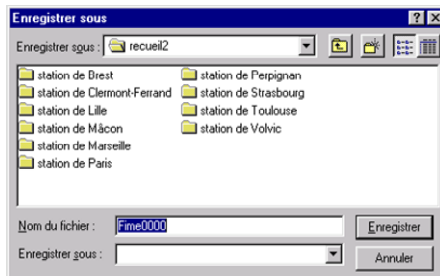 Enregistrer sous
Enregistrer sous : recueil2
station de Brest
station de Clermont-Ferrand
station de Lille
station de Mâcon
station de Marseille
station de Paris
station de Perpignan
station de Strasbourg
station de Toulouse
station de Volvic
Nom du fichier : Fime0000 Enregistrer
Enregistrer sous : Annuler